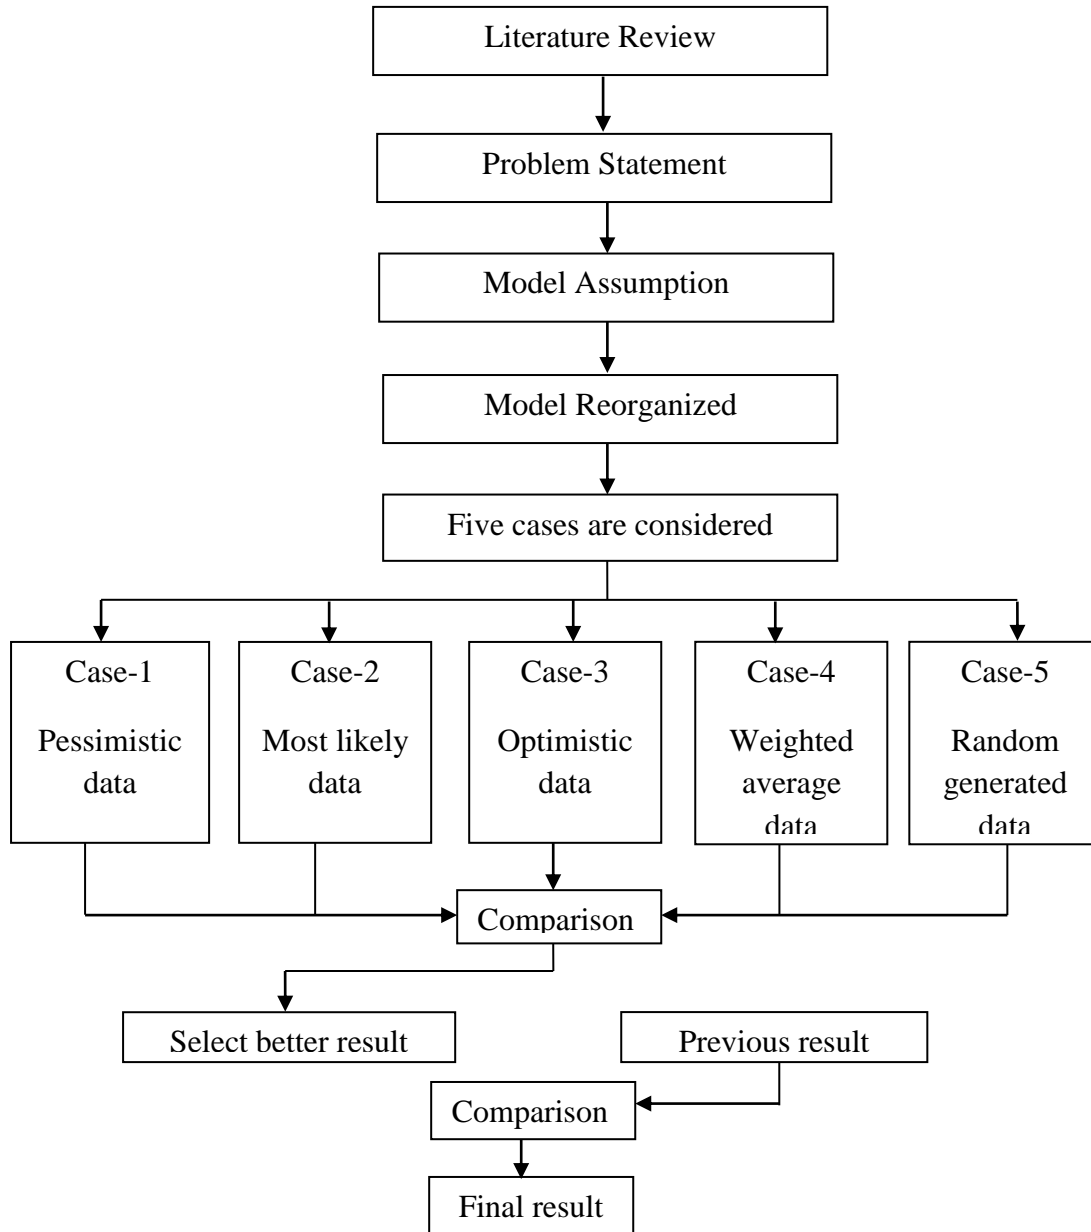 Literature Review
Problem Statement
Model Assumption
Model Reorganized
Five cases are considered
Case-1
Pessimistic
data
Case-2
Most likely
data
Case-3
Optimistic
data
Case-4
Weighted
average
data
Case-5
Random
generated
data
Comparison
Select better result
Previous result
Comparison
Final result